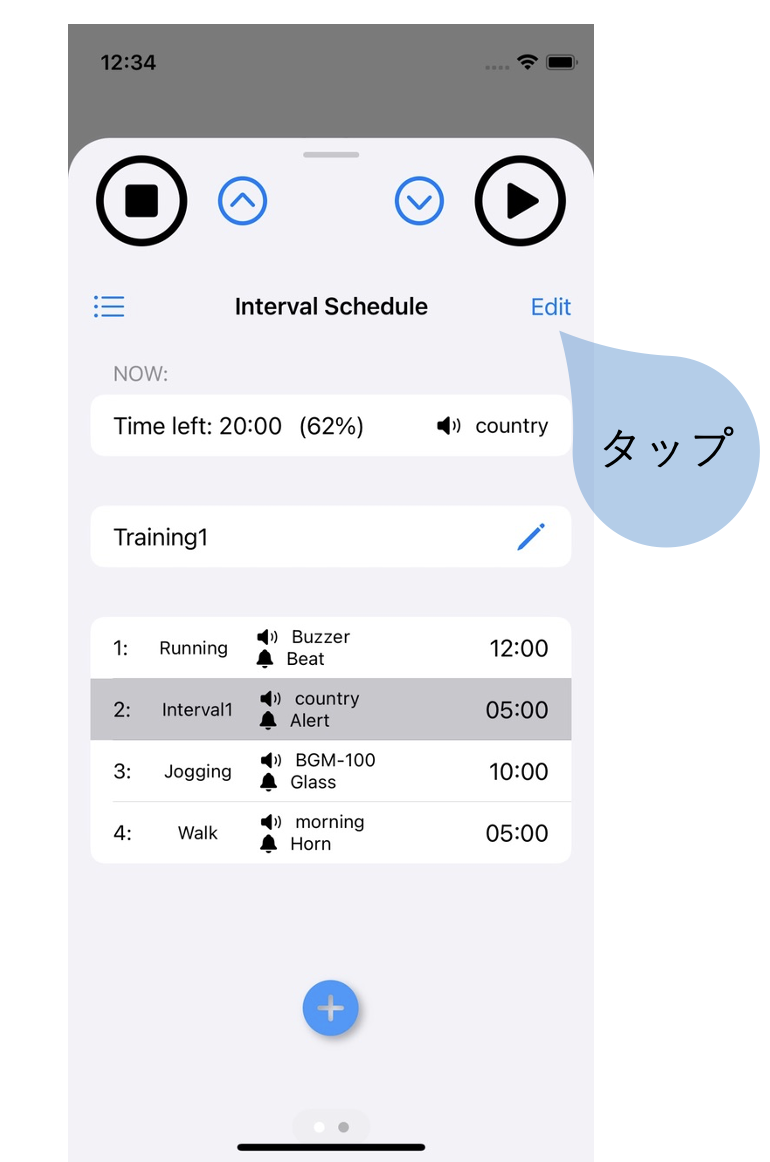 12:34
Interval Schedule
Edit
NOW:
Time left: 20:00 (62%) country
タップ
Training1
1: Running Buzzer 12:00
Beat
2: Interval1 country 05:00
Alert
3: Jogging BGM-100 10:00
Glass
4: Walk morning 05:00
Horn